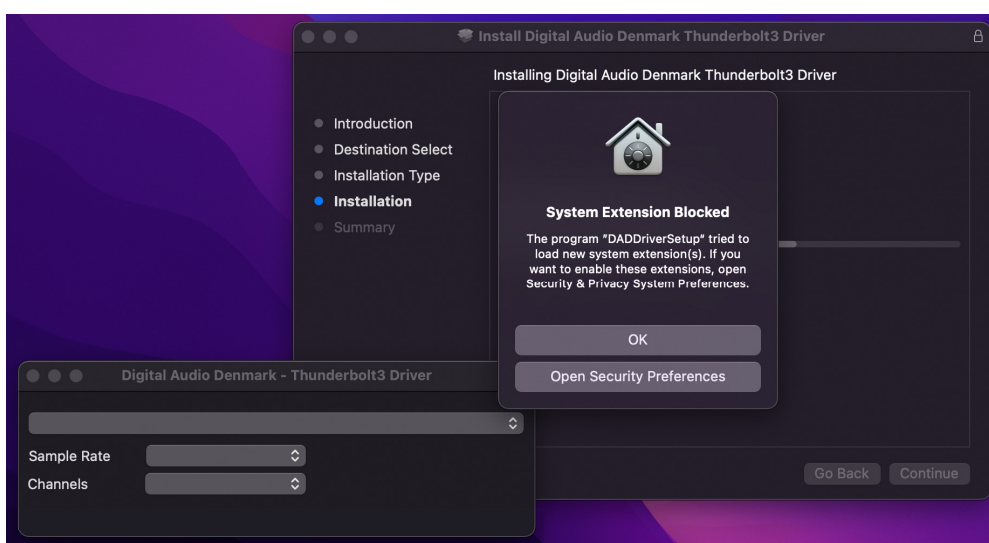 Install Digital Audio Denmark Thunderbolt3 Driver
Installing Digital Audio Denmark Thunderbolt3 Driver
Introduction
Destination Select
Installation Type
Installation
Summary
System Extension Blocked
The program "DADDriverSetup" tried to
load new system extension(s). If you
want to enable these extensions, open
Security & Privacy System Preferences.
OK
Open Security Preferences
Go Back
Continue
Digital Audio Denmark - Thunderbolt3 Driver
Sample Rate
Channels